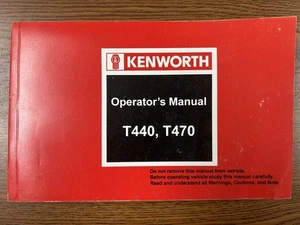 KENWORTH
Operator's Manual
T440, T470
Do not remove this manual from vehicle.
Before operating vehicle study this manual carefully.
Read and understand all Warnings, Cautions, and Notes